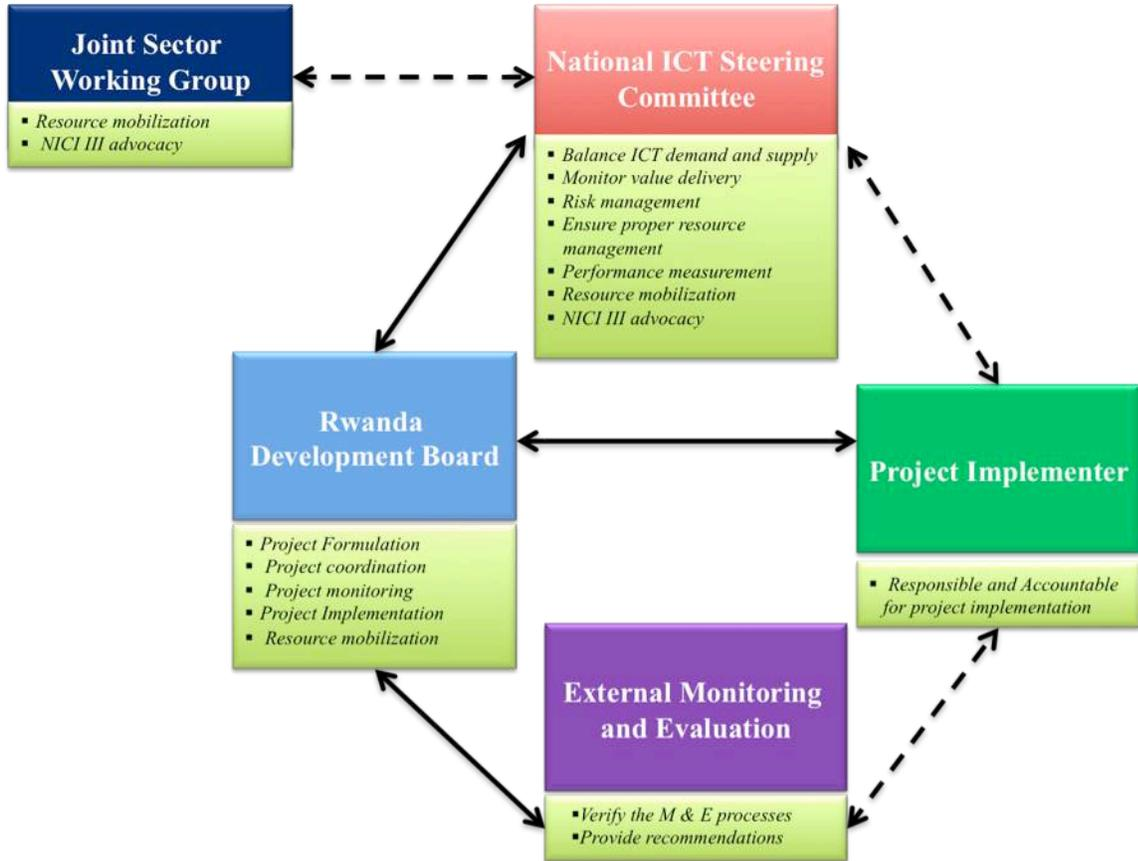 Joint Sector
Working Group
▪ Resource mobilization
▪ NICI III advocacy
National ICT Steering
Committee
▪ Balance ICT demand and supply
▪ Monitor value delivery
▪ Risk management
▪ Ensure proper resource
management
▪ Performance measurement
▪ Resource mobilization
▪ NICI III advocacy
Rwanda
Development Board
▪ Project Formulation
▪ Project coordination
▪ Project monitoring
▪ Project Implementation
▪ Resource mobilization
Project Implementer
▪ Responsible and Accountable
for project implementation
External Monitoring
and Evaluation
▪Verify the M & E processes
▪Provide recommendations